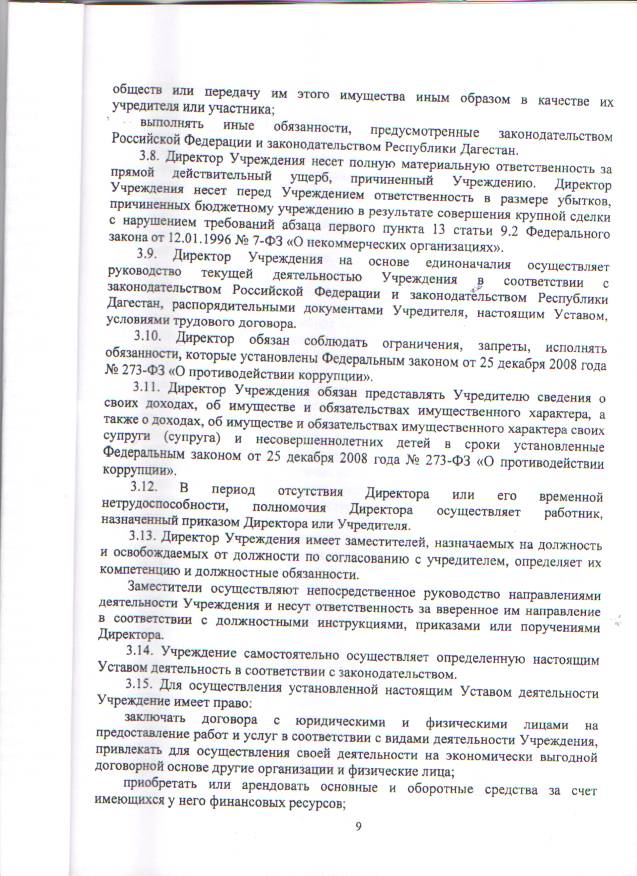 обществ или передачу им этого имущества иным образом в качестве их
учредителя или участника;
выполнять иные обязанности, предусмотренные законодательством
Российской Федерации и законодательством Республики Дагестан.
3.8. Директор Учреждения несет полную материальную ответственность за
прямой действительный ущерб, причиненный Учреждению. Директор
Учреждения несет перед Учреждением ответственность в размере убытков,
причиненных бюджетному учреждению в результате совершения крупной сделки
с нарушением требований абзаца первого пункта 13 статьи 9.2 Федерального
закона от 12.01.1996 № 7-ФЗ «О некоммерческих организациях».
3.9. Директор Учреждения на основе единоначалия осуществляет
руководство текущей деятельностью Учреждения в соответствии с
законодательством Российской Федерации и законодательством Республики
Дагестан, распорядительными документами Учредителя, настоящим Уставом,
условиями трудового договора.
3.10. Директор обязан соблюдать ограничения, запреты, исполнять
обязанности, которые установлены Федеральным законом от 25 декабря 2008 года
№ 273-ФЗ «О противодействии коррупции».
3.11. Директор Учреждения обязан представлять Учредителю сведения о
своих доходах, об имуществе и обязательствах имущественного характера, а
также о доходах, об имуществе и обязательствах имущественного характера своих
супруги (супруга) и несовершеннолетних детей в сроки установленные
Федеральным законом от 25 декабря 2008 года № 273-ФЗ «О противодействии
коррупции».
3.12. В период отсутствия Директора или его временной
нетрудоспособности, полномочия Директора осуществляет работник,
назначенный приказом Директора или Учредителя.
3.13. Директор Учреждения имеет заместителей, назначаемых на должность
и освобождаемых от должности по согласованию с учредителем, определяет их
компетенцию и должностные обязанности.
Заместители осуществляют непосредственное руководство направлениями
деятельности Учреждения и несут ответственность за вверенное им направление
в соответствии с должностными инструкциями, приказами или поручениями
Директора.
3.14. Учреждение самостоятельно осуществляет определенную настоящим
Уставом деятельность в соответствии с законодательством.
3.15. Для осуществления установленной настоящим Уставом деятельности
Учреждение имеет право:
заключать договора с юридическими и физическими лицами на
предоставление работ и услуг в соответствии с видами деятельности Учреждения,
привлекать для осуществления своей деятельности на экономически выгодной
договорной основе другие организации и физические лица;
приобретать или арендовать основные и оборотные средства за счет
имеющихся у него финансовых ресурсов;
9